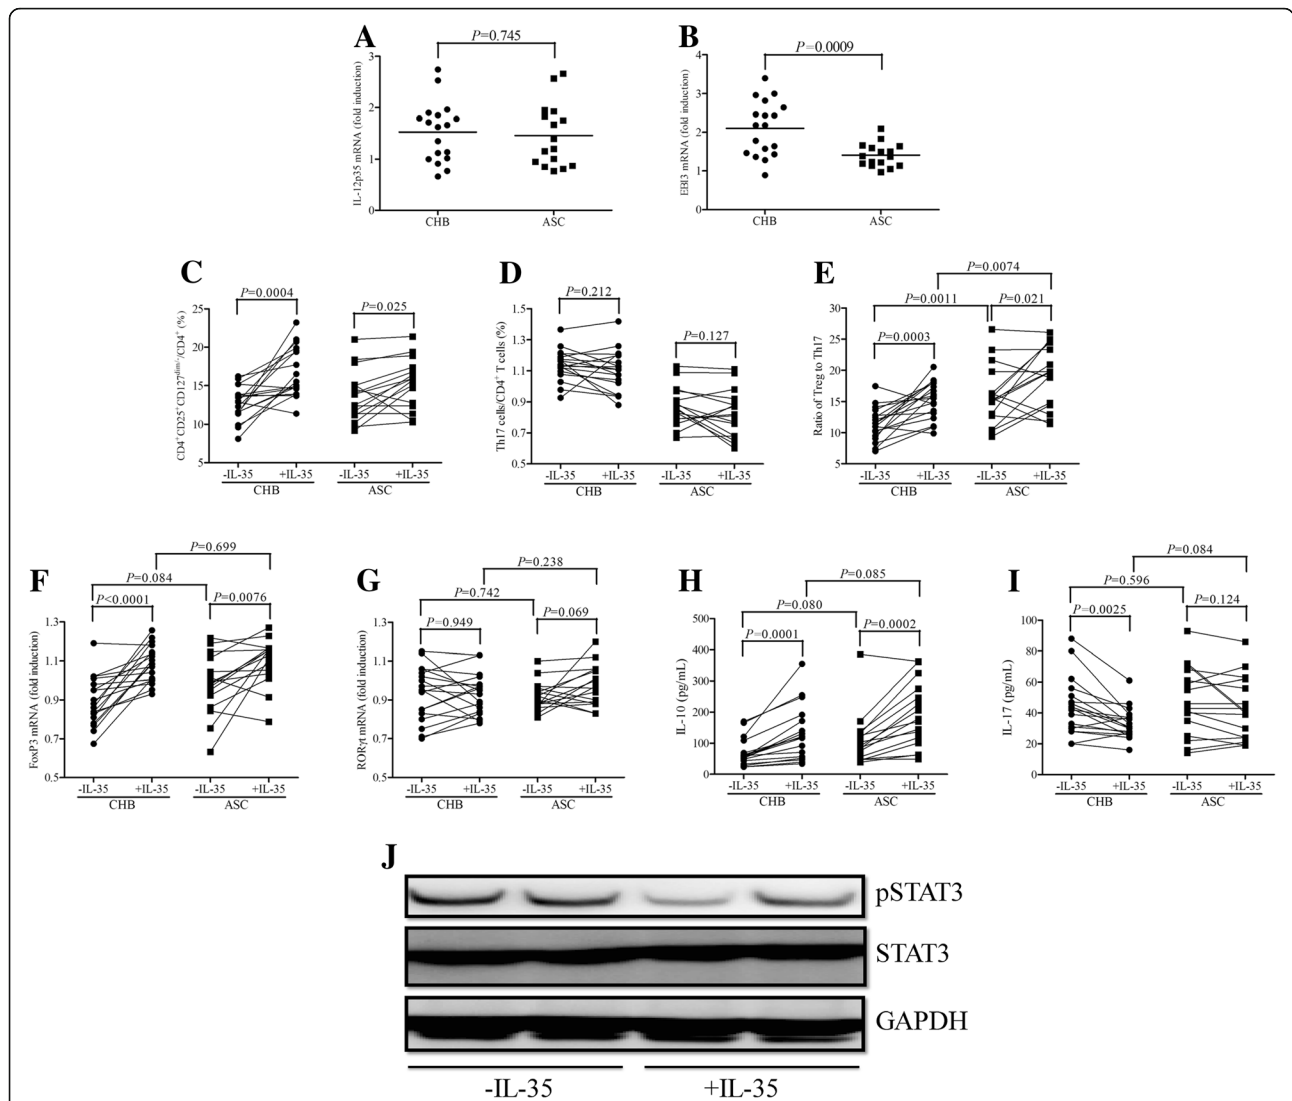 A
P=0.745
IL-12p35 mRNA (fold induction)
3
2
1
0
CHB ASC
B
P=0.0009
EBI3 mRNA (fold induction)
4
3
2
1
0
CHB ASC
C
P=0.0004
P=0.025
CD4+CD25+CD127dim/-/CD4+ (%)
25
20
15
10
5
-IL-35 +IL-35 -IL-35 +IL-35
CHB ASC
D
P=0.212
P=0.127
Th17 cells/CD4+ T cells (%)
1.5
1.3
1.1
0.9
0.7
0.5
-IL-35 +IL-35 -IL-35 +IL-35
CHB ASC
E
P=0.0074
P=0.0011
P=0.021
P=0.0003
Ratio of Treg to Th17
30
25
20
15
10
5
-IL-35 +IL-35 -IL-35 +IL-35
CHB ASC
F
P=0.699
P=0.084
P<0.0001
P=0.0076
FoxP3 mRNA (fold induction)
1.3
1.1
0.9
0.7
0.5
-IL-35 +IL-35 -IL-35 +IL-35
CHB ASC
G
P=0.238
P=0.742
P=0.069
P=0.949
RORγt mRNA (fold induction)
1.3
1.1
0.9
0.7
0.5
-IL-35 +IL-35 -IL-35 +IL-35
CHB ASC
H
P=0.085
P=0.080
P=0.0001
P=0.0002
IL-10 (pg/mL)
500
400
300
200
100
0
-IL-35 +IL-35 -IL-35 +IL-35
CHB ASC
I
P=0.084
P=0.596
P=0.0025
P=0.124
IL-17 (pg/mL)
100
80
60
40
20
0
-IL-35 +IL-35 -IL-35 +IL-35
CHB ASC
J
pSTAT3
STAT3
GAPDH
-IL-35 +IL-35